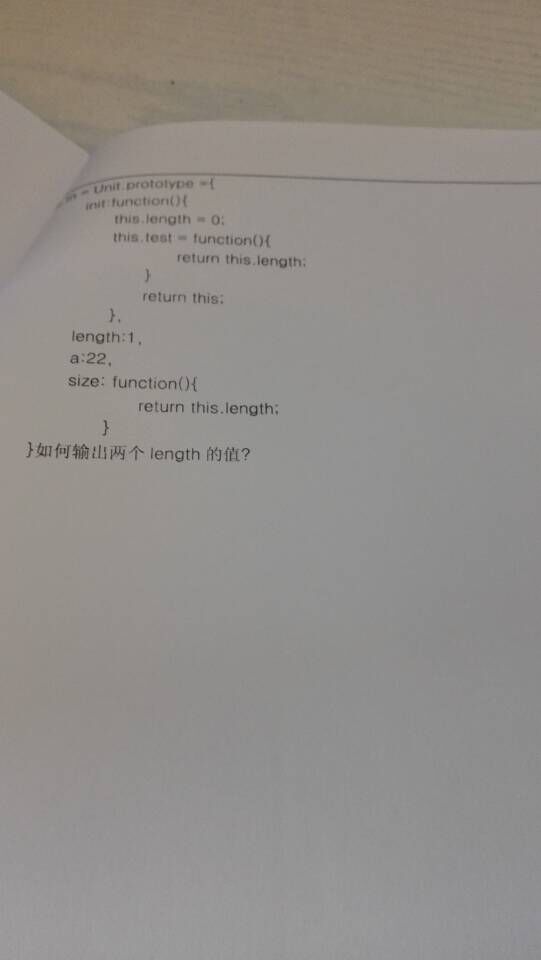 = Unit.prototype ={
init:function(){
this.length = 0;
this.test = function(){
return this.length;
}
return this;
},
length:1,
a:22,
size: function(){
return this.length;
}
}如何输出两个 length 的值?